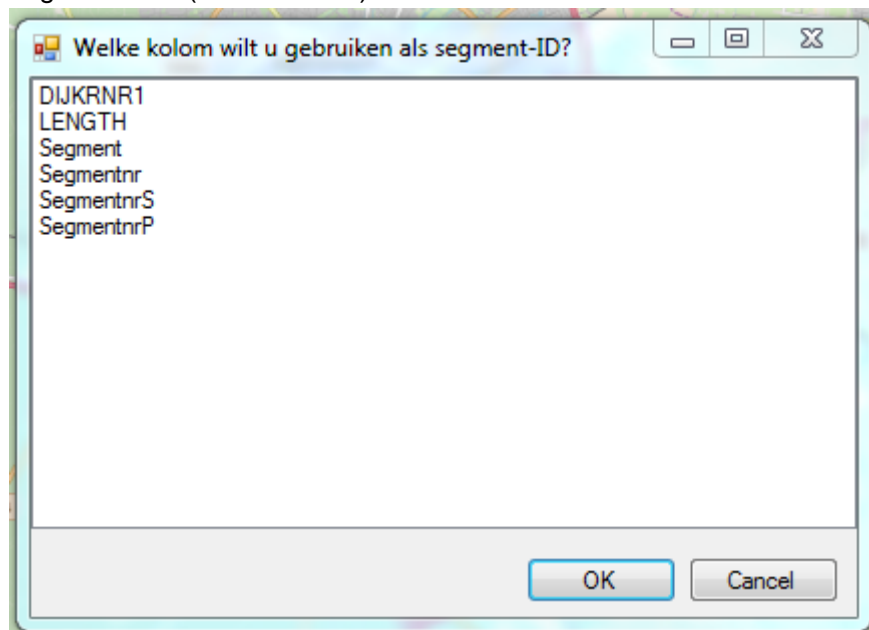 Welke kolom wilt u gebruiken als segment-ID?
DIJKRNR1
LENGTH
Segment
Segmentnr
SegmentnrS
SegmentnrP
OK
Cancel